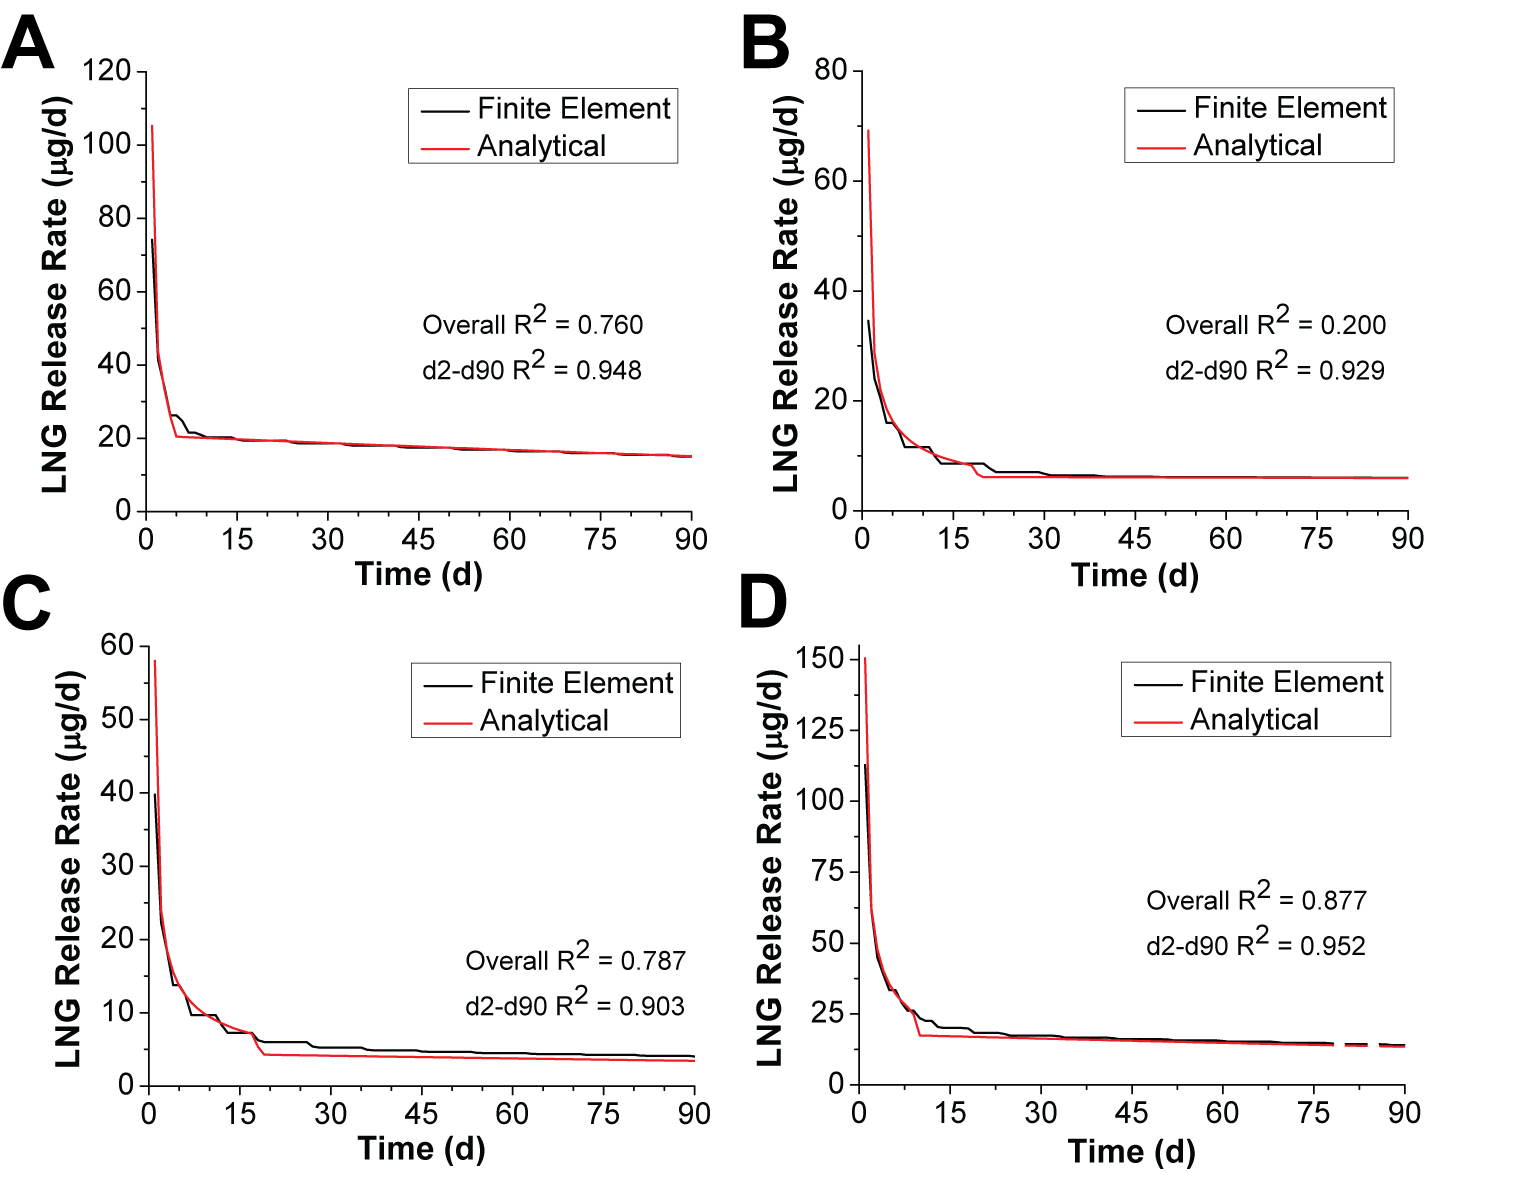 A
LNG Release Rate (µg/d)
120
100
80
60
40
20
0
Finite Element
Analytical
Overall R2 = 0.760
d2-d90 R2 = 0.948
0 15 30 45 60 75 90
Time (d)
B
LNG Release Rate (µg/d)
80
60
40
20
0
Finite Element
Analytical
Overall R2 = 0.200
d2-d90 R2 = 0.929
0 15 30 45 60 75 90
Time (d)
C
LNG Release Rate (µg/d)
60
50
40
30
20
10
0
Finite Element
Analytical
Overall R2 = 0.787
d2-d90 R2 = 0.903
0 15 30 45 60 75 90
Time (d)
D
LNG Release Rate (µg/d)
150
125
100
75
50
25
0
Finite Element
Analytical
Overall R2 = 0.877
d2-d90 R2 = 0.952
0 15 30 45 60 75 90
Time (d)